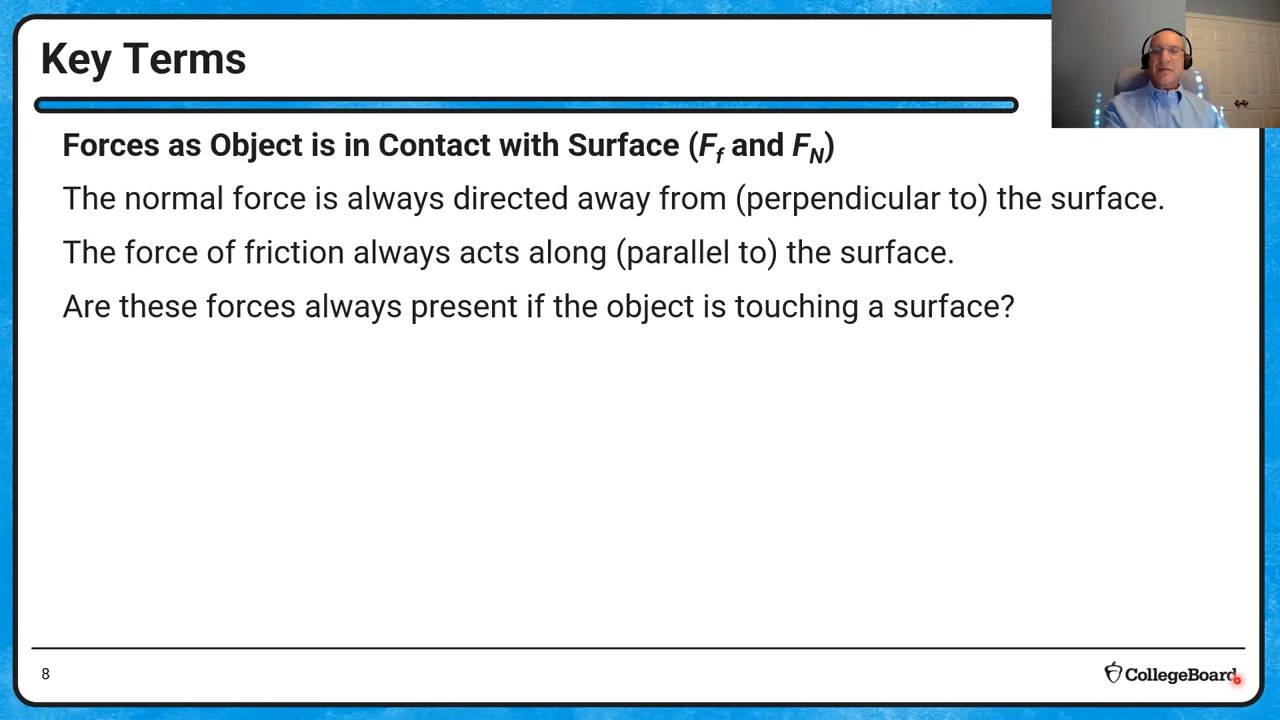 Key Terms
Forces as Object is in Contact with Surface (Ff and FN)
The normal force is always directed away from (perpendicular to) the surface.
The force of friction always acts along (parallel to) the surface.
Are these forces always present if the object is touching a surface?
8
CollegeBoard